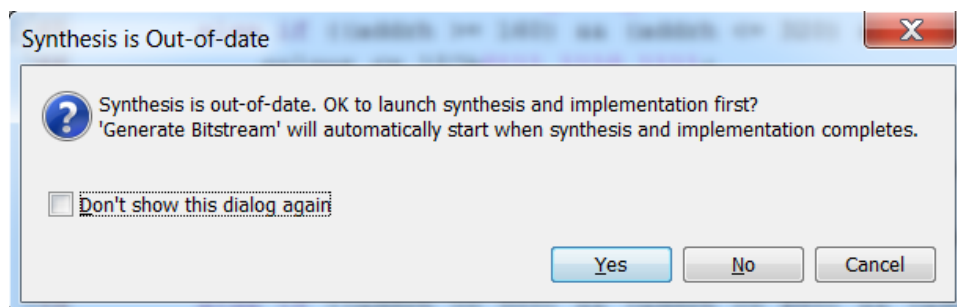 Synthesis is Out-of-date
Synthesis is out-of-date. OK to launch synthesis and implementation first?
'Generate Bitstream' will automatically start when synthesis and implementation completes.
Don't show this dialog again
Yes
No
Cancel